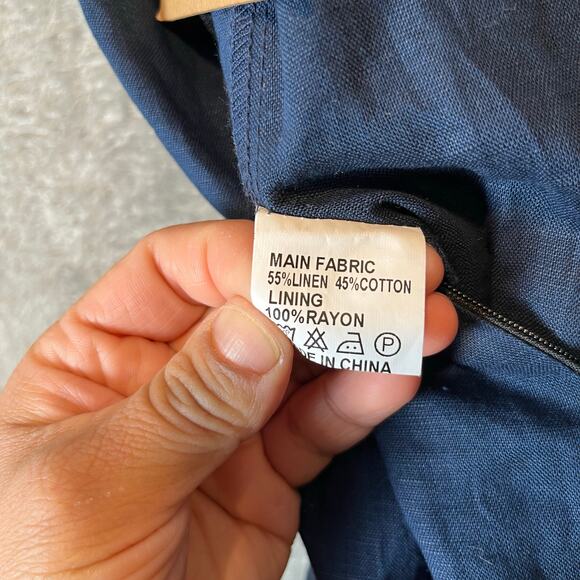 MAIN FABRIC
55%LINEN 45%COTTON
LINING
100%RAYON
P
IN CHINA